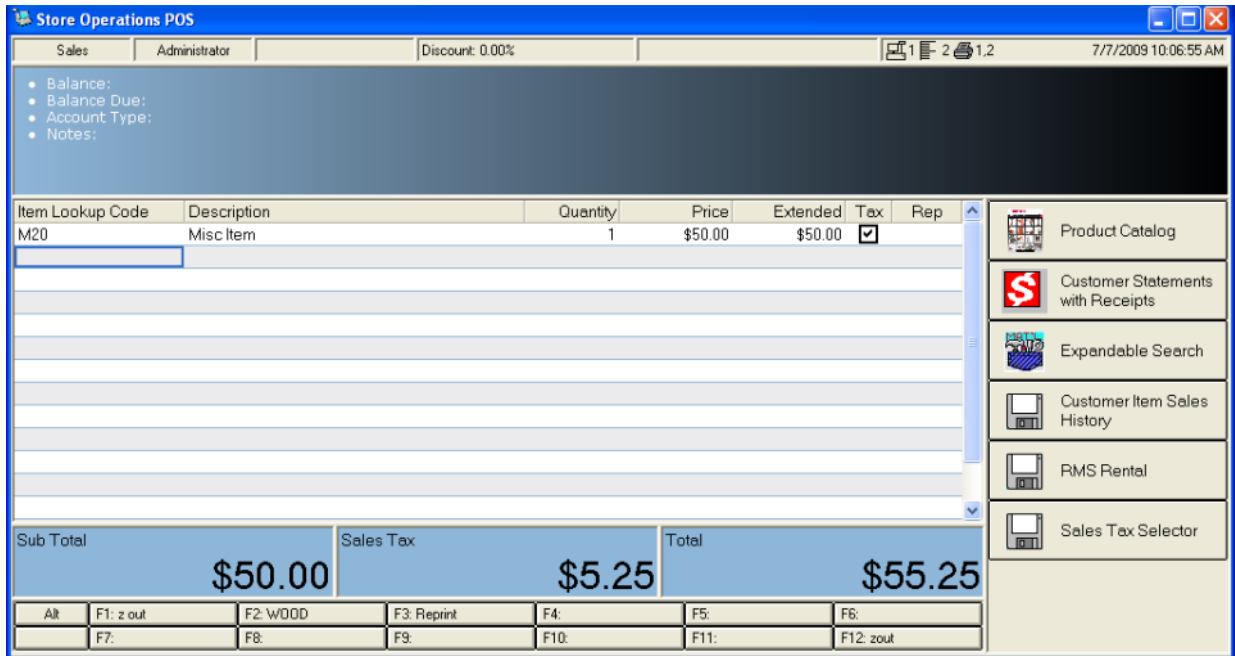 Store Operations POS
Sales Administrator Discount: 0.00% 1 2 1,2 7/7/2009 10:06:55 AM
• Balance:
• Balance Due:
• Account Type:
• Notes:
Item Lookup Code Description Quantity Price Extended Tax Rep
M20 Misc Item 1 $50.00 $50.00
Product Catalog
Customer Statements
with Receipts
Expandable Search
Customer Item Sales
History
RMS Rental
Sales Tax Selector
Sub Total Sales Tax Total
$50.00 $5.25 $55.25
Alt F1: z out F2: WOOD F3: Reprint F4: F5: F6:
F7: F8: F9: F10: F11: F12: zout